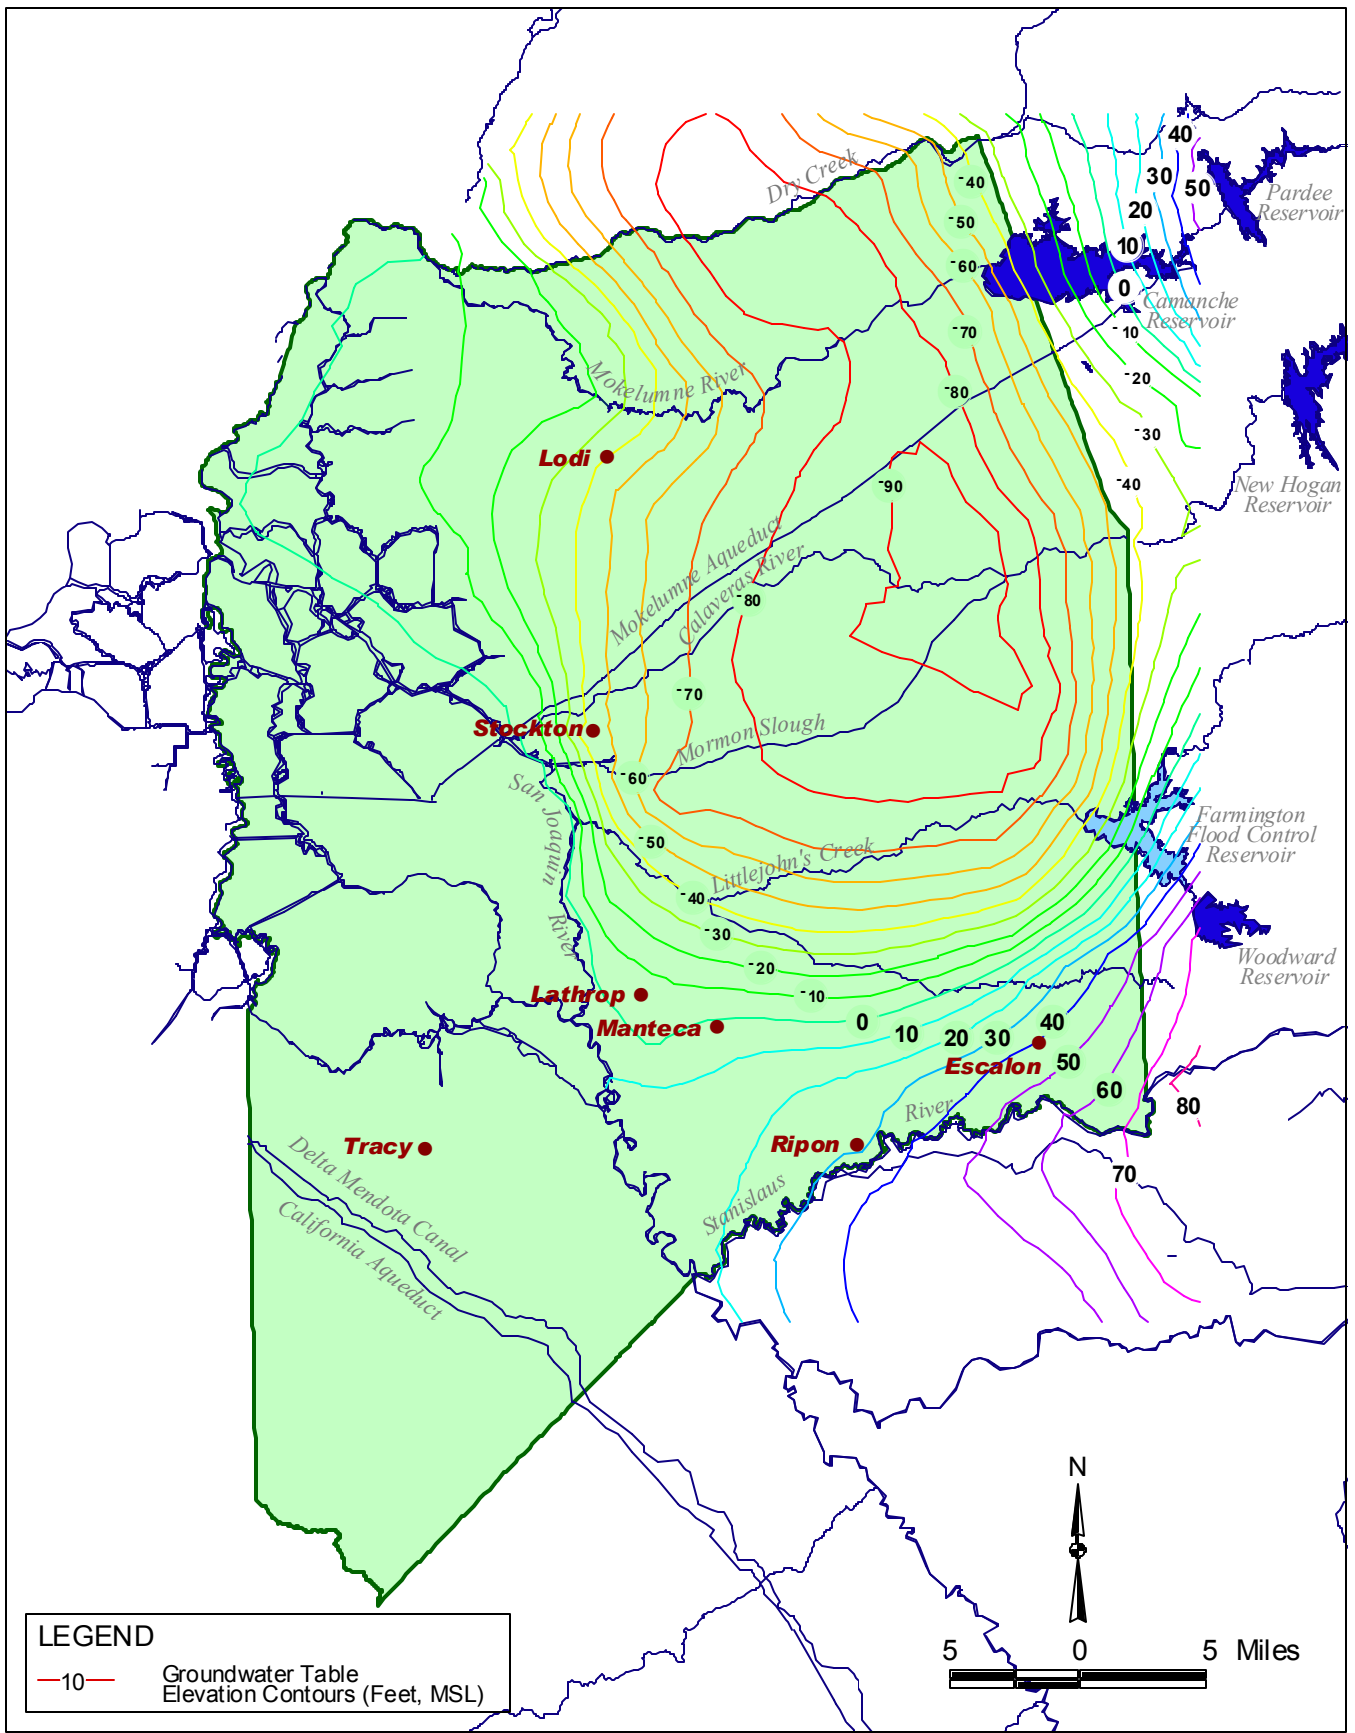 40
30
50
20
10
0
Pardee
Reservoir
Dry Creek
-40
-50
-60
-70
-80
-90
Camanche
Reservoir
-10
-20
-30
-40
New Hogan
Reservoir
Mokelumne River
Lodi
Mokelumne Aqueduct
Calaveras River
-80
-70
Stockton
Mormon Slough
-60
San Joaquin
River
-50
Littlejohn's Creek
-40
-30
-20
-10
Farmington
Flood Control
Reservoir
Woodward
Reservoir
Lathrop
Manteca
0
10
20
30
40
50
60
70
80
Escalon
Ripon
Stanislaus
River
Tracy
Delta Mendota Canal
California Aqueduct
N
5 0 5 Miles
LEGEND
10 Groundwater Table
Elevation Contours (Feet, MSL)